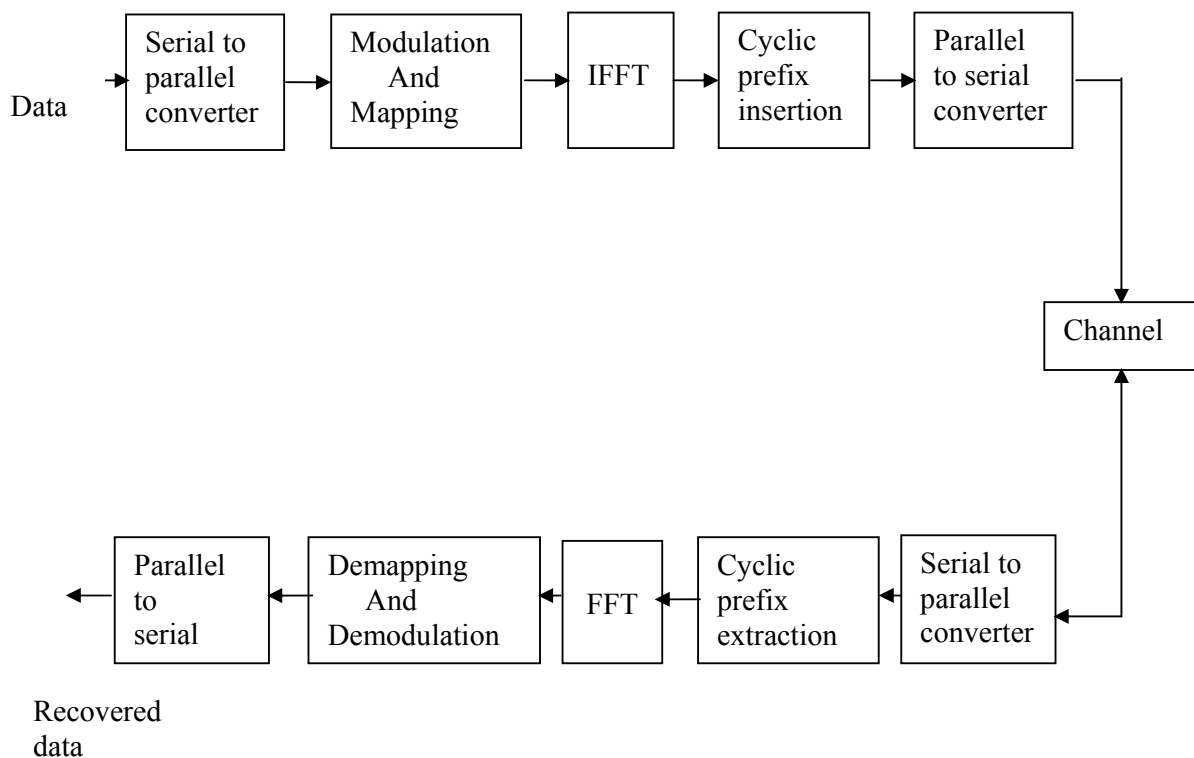 Data
Serial to
parallel
converter
Modulation
And
Mapping
IFFT
Cyclic
prefix
insertion
Parallel
to serial
converter
Channel
Parallel
to
serial
Demapping
And
Demodulation
FFT
Cyclic
prefix
extraction
Serial to
parallel
converter
Recovered
data